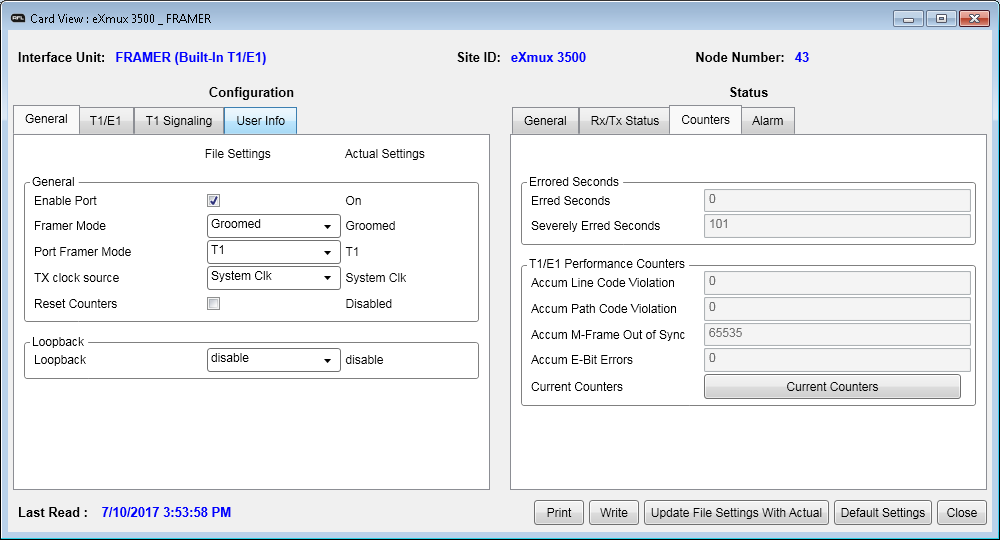 AFL Card View : eXmux 3500 _ FRAMER
Interface Unit: FRAMER (Built-In T1/E1) Site ID: eXmux 3500 Node Number: 43
Configuration
General T1/E1 T1 Signaling User Info
File Settings Actual Settings
General
Enable Port On
Framer Mode Groomed Groomed
Port Framer Mode T1 T1
TX clock source System Clk System Clk
Reset Counters Disabled
Loopback
Loopback disable disable
Status
General Rx/Tx Status Counters Alarm
Errored Seconds
Erred Seconds 0
Severely Erred Seconds 101
T1/E1 Performance Counters
Accum Line Code Violation 0
Accum Path Code Violation 0
Accum M-Frame Out of Sync 65535
Accum E-Bit Errors 0
Current Counters Current Counters
Last Read : 7/10/2017 3:53:58 PM Print Write Update File Settings With Actual Default Settings Close